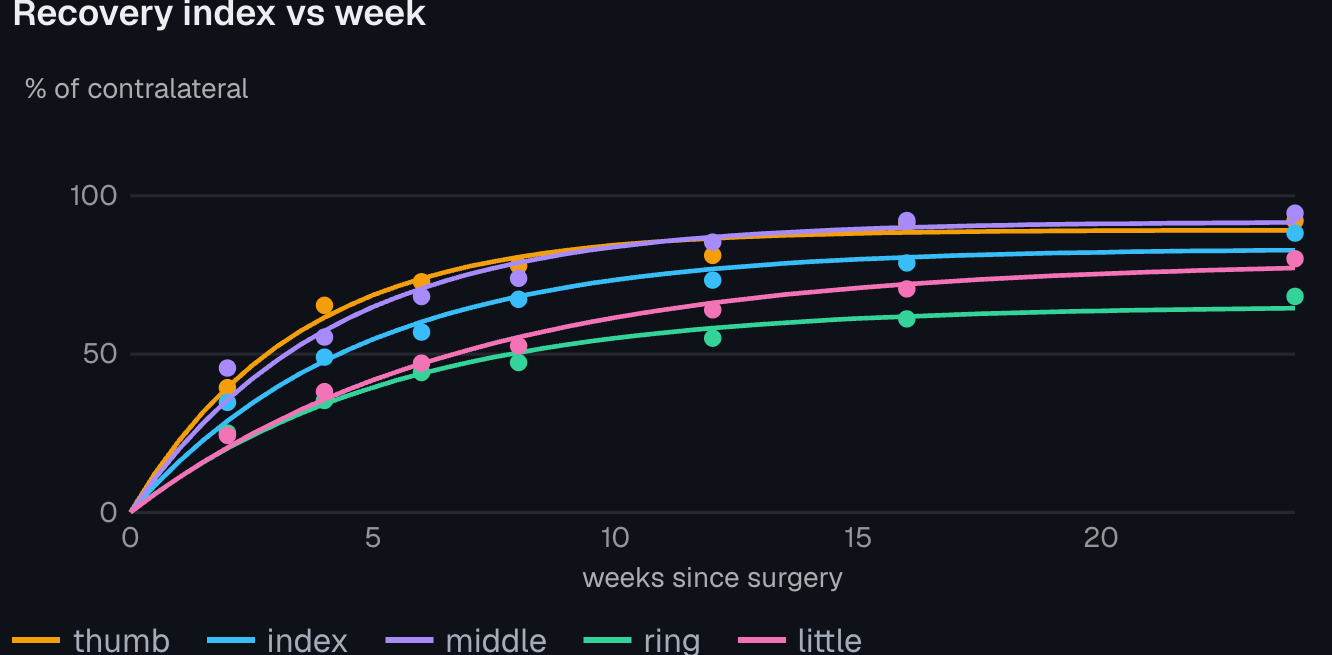 Recovery index vs week
% of contralateral
100
50
0
0 5 10 15 20
weeks since surgery
thumb index middle ring little